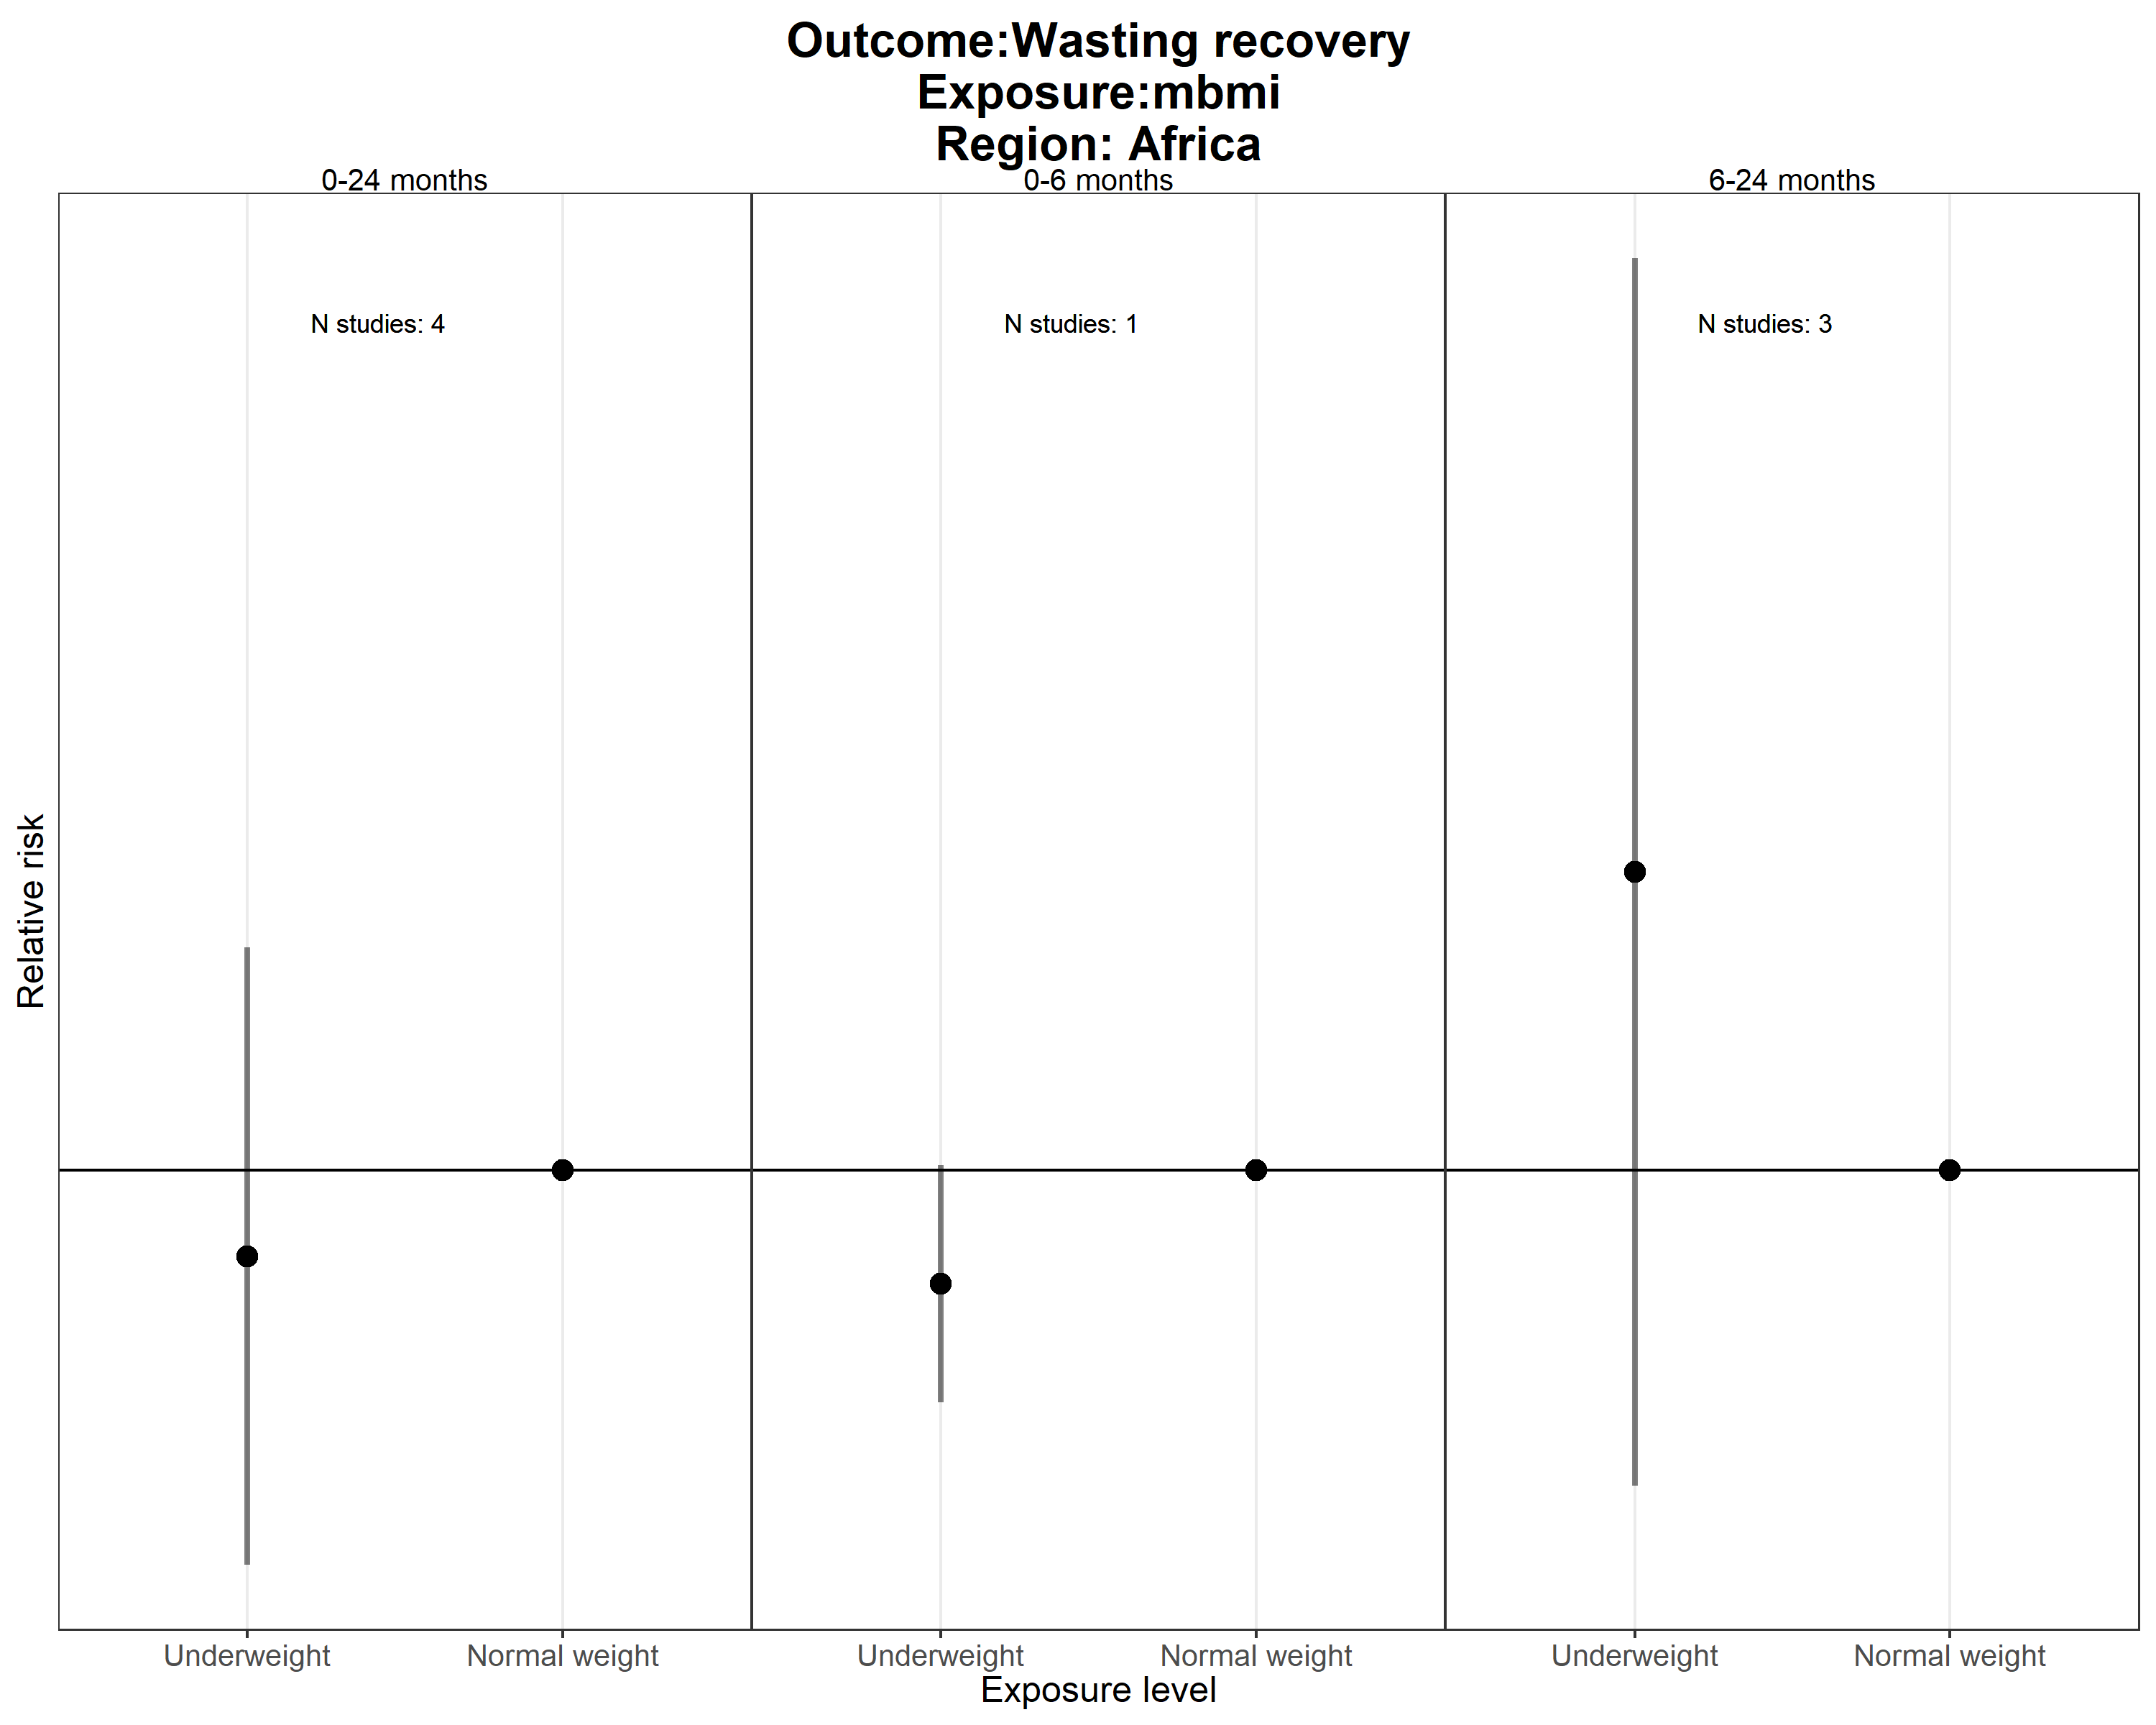 Outcome:Wasting recovery
Exposure:mbmi
Region: Africa
0-24 months
0-6 months
6-24 months
N studies: 4
N studies: 1
N studies: 3
Relative risk
Underweight
Normal weight
Underweight
Normal weight
Underweight
Normal weight
Exposure level